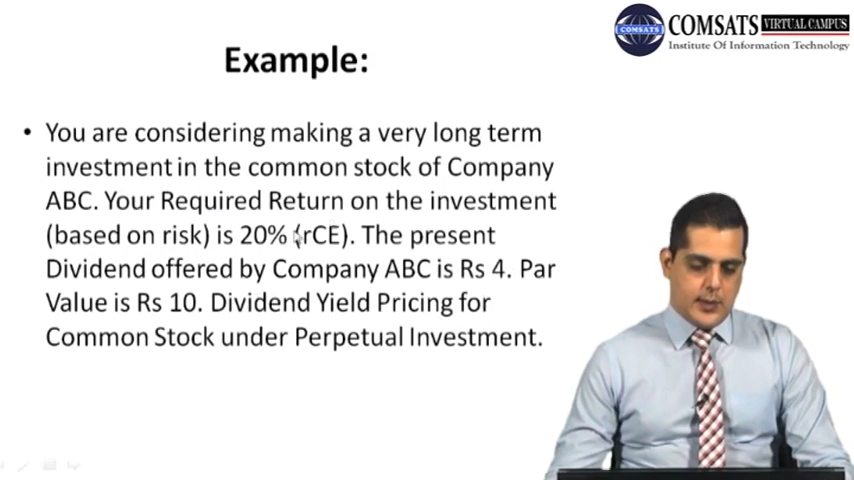 COMSATS VIRTUAL CAMPUS
COMSATS
Institute Of Information Technology
Example:
• You are considering making a very long term
investment in the common stock of Company
ABC. Your Required Return on the investment
(based on risk) is 20% (rCE). The present
Dividend offered by Company ABC is Rs 4. Par
Value is Rs 10. Dividend Yield Pricing for
Common Stock under Perpetual Investment.